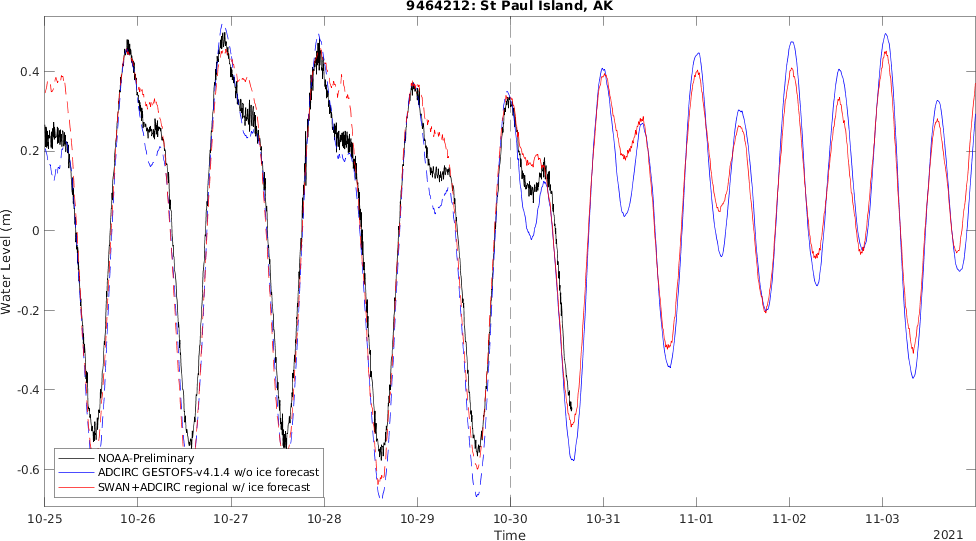 9464212: St Paul Island, AK
Water Level (m)
0.4
0.2
0
-0.2
-0.4
-0.6
NOAA-Preliminary
ADCIRC GESTOFS-v4.1.4 w/o ice forecast
SWAN+ADCIRC regional w/ ice forecast
10-25 10-26 10-27 10-28 10-29 10-30 10-31 11-01 11-02 11-03
Time
2021